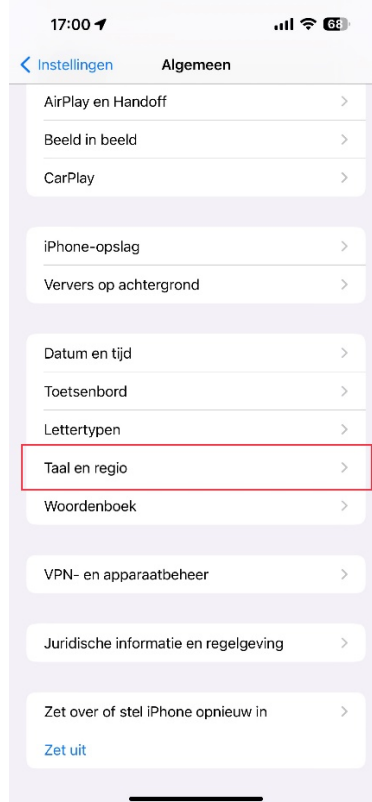 17:00
68
Instellingen
Algemeen
AirPlay en Handoff
Beeld in beeld
CarPlay
iPhone-opslag
Ververs op achtergrond
Datum en tijd
Toetsenbord
Lettertypen
Taal en regio
Woordenboek
VPN- en apparaatbeheer
Juridische informatie en regelgeving
Zet over of stel iPhone opnieuw in
Zet uit